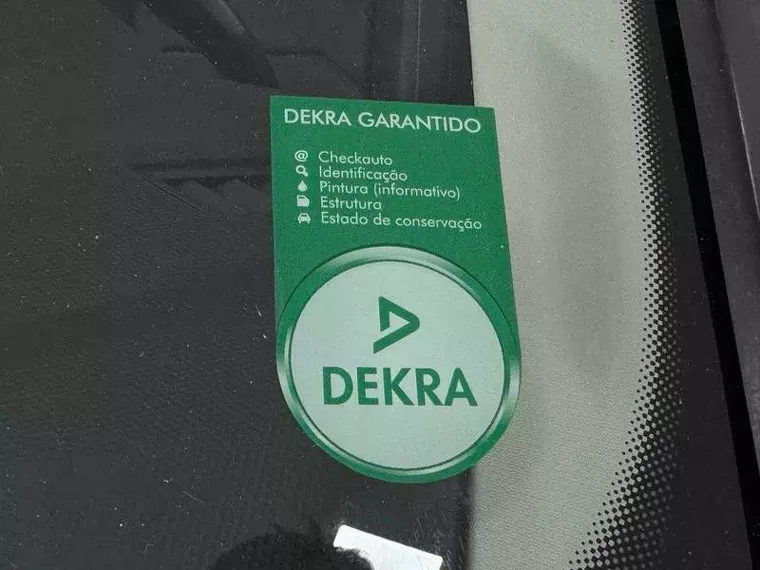 DEKRA GARANTIDO
@ Checkauto
Identificação
Pintura (informativo)
Estrutura
Estado de conservação
DEKRA